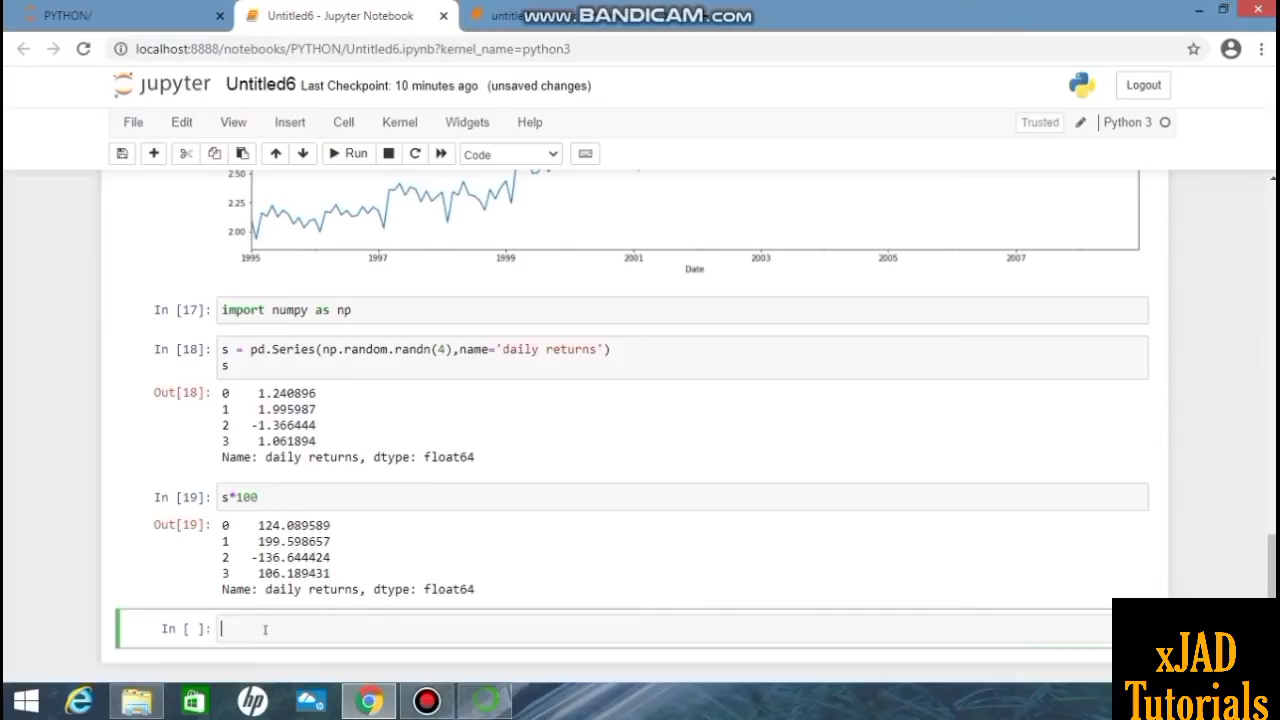 PYTHON/
Untitled6 - Jupyter Notebook
WWW.BANDICAM.COM
localhost:8888/notebooks/PYTHON/Untitled6.ipynb?kernel_name=python3
jupyter Untitled6 Last Checkpoint: 10 minutes ago (unsaved changes)
Logout
File Edit View Insert Cell Kernel Widgets Help
Trusted
Python 3
Run
Code
2.50
2.25
2.00
1995 1997 1999 2001 2003 2005 2007
Date
In [17]: import numpy as np
In [18]: s = pd.Series(np.random.randn(4),name='daily returns')
s
Out[18]: 0 1.240896
1 1.995987
2 -1.366444
3 1.061894
Name: daily returns, dtype: float64
In [19]: s*100
Out[19]: 0 124.089589
1 199.598657
2 -136.644424
3 106.189431
Name: daily returns, dtype: float64
In [ ]:
hp
xJAD
Tutorials